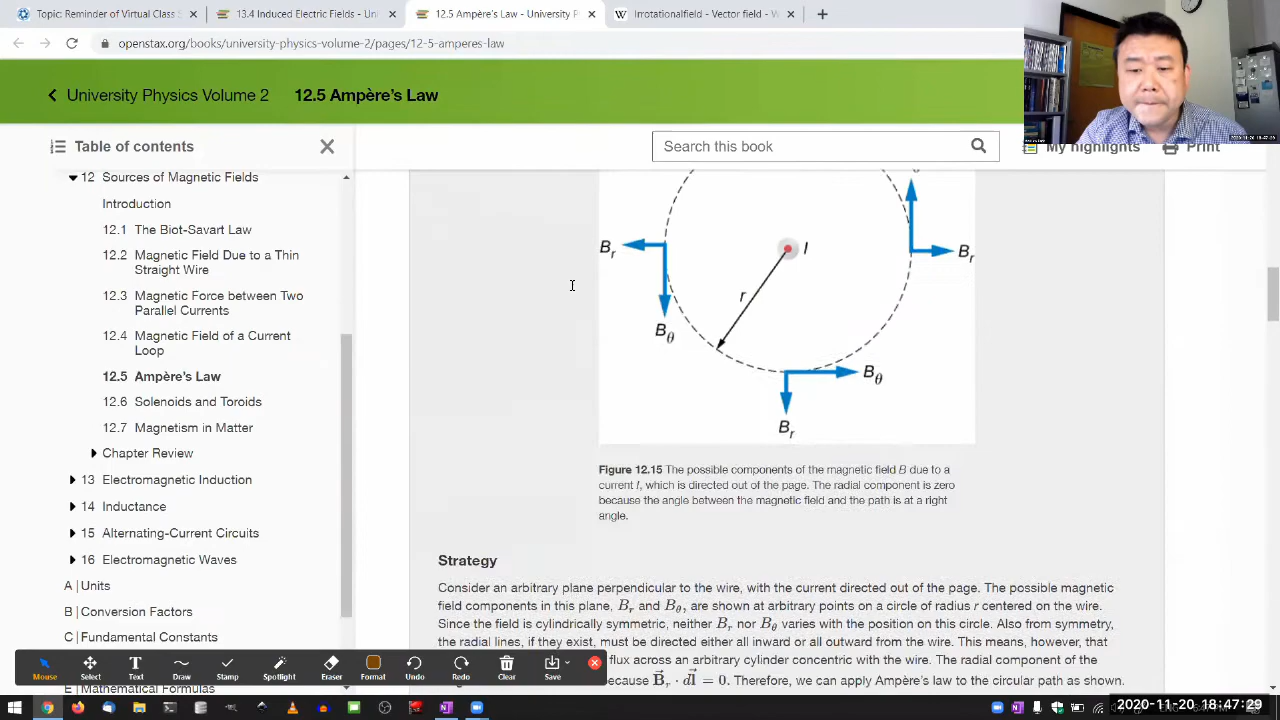 Topic: Reminder of Virtual Class S
13.4 Induced Electric Fields - Uni
12.5 Ampère's Law - University P
Irrotationalfield - Vector field - W
openstax.org/books/university-physics-volume-2/pages/12-5-amperes-law
University Physics Volume 2
12.5 Ampère's Law
Table of contents
Search this book
My highlights
Print
12 Sources of Magnetic Fields
Introduction
12.1 The Biot-Savart Law
12.2 Magnetic Field Due to a Thin
Straight Wire
12.3 Magnetic Force between Two
Parallel Currents
12.4 Magnetic Field of a Current
Loop
12.5 Ampère's Law
12.6 Solenoids and Toroids
12.7 Magnetism in Matter
Chapter Review
13 Electromagnetic Induction
14 Inductance
15 Alternating-Current Circuits
16 Electromagnetic Waves
A | Units
B | Conversion Factors
C | Fundamental Constants
E | Mathematical Formulas
Br
I
Br
r
Bθ
Bθ
Br
Figure 12.15 The possible components of the magnetic field B due to a
current I, which is directed out of the page. The radial component is zero
because the angle between the magnetic field and the path is at a right
angle.
Strategy
Consider an arbitrary plane perpendicular to the wire, with the current directed out of the page. The possible magnetic
field components in this plane, Br and Bθ, are shown at arbitrary points on a circle of radius r centered on the wire.
Since the field is cylindrically symmetric, neither Br nor Bθ varies with the position on this circle. Also from symmetry,
the radial lines, if they exist, must be directed either all inward or all outward from the wire. This means, however, that
flux across an arbitrary cylinder concentric with the wire. The radial component of the
because B⃗r · dl⃗ = 0. Therefore, we can apply Ampère's law to the circular path as shown.
Mouse
Select
Text
Draw
Stamp
Spotlight
Eraser
Format
Undo
Redo
Clear
Save
2020-11-20 18:47:29